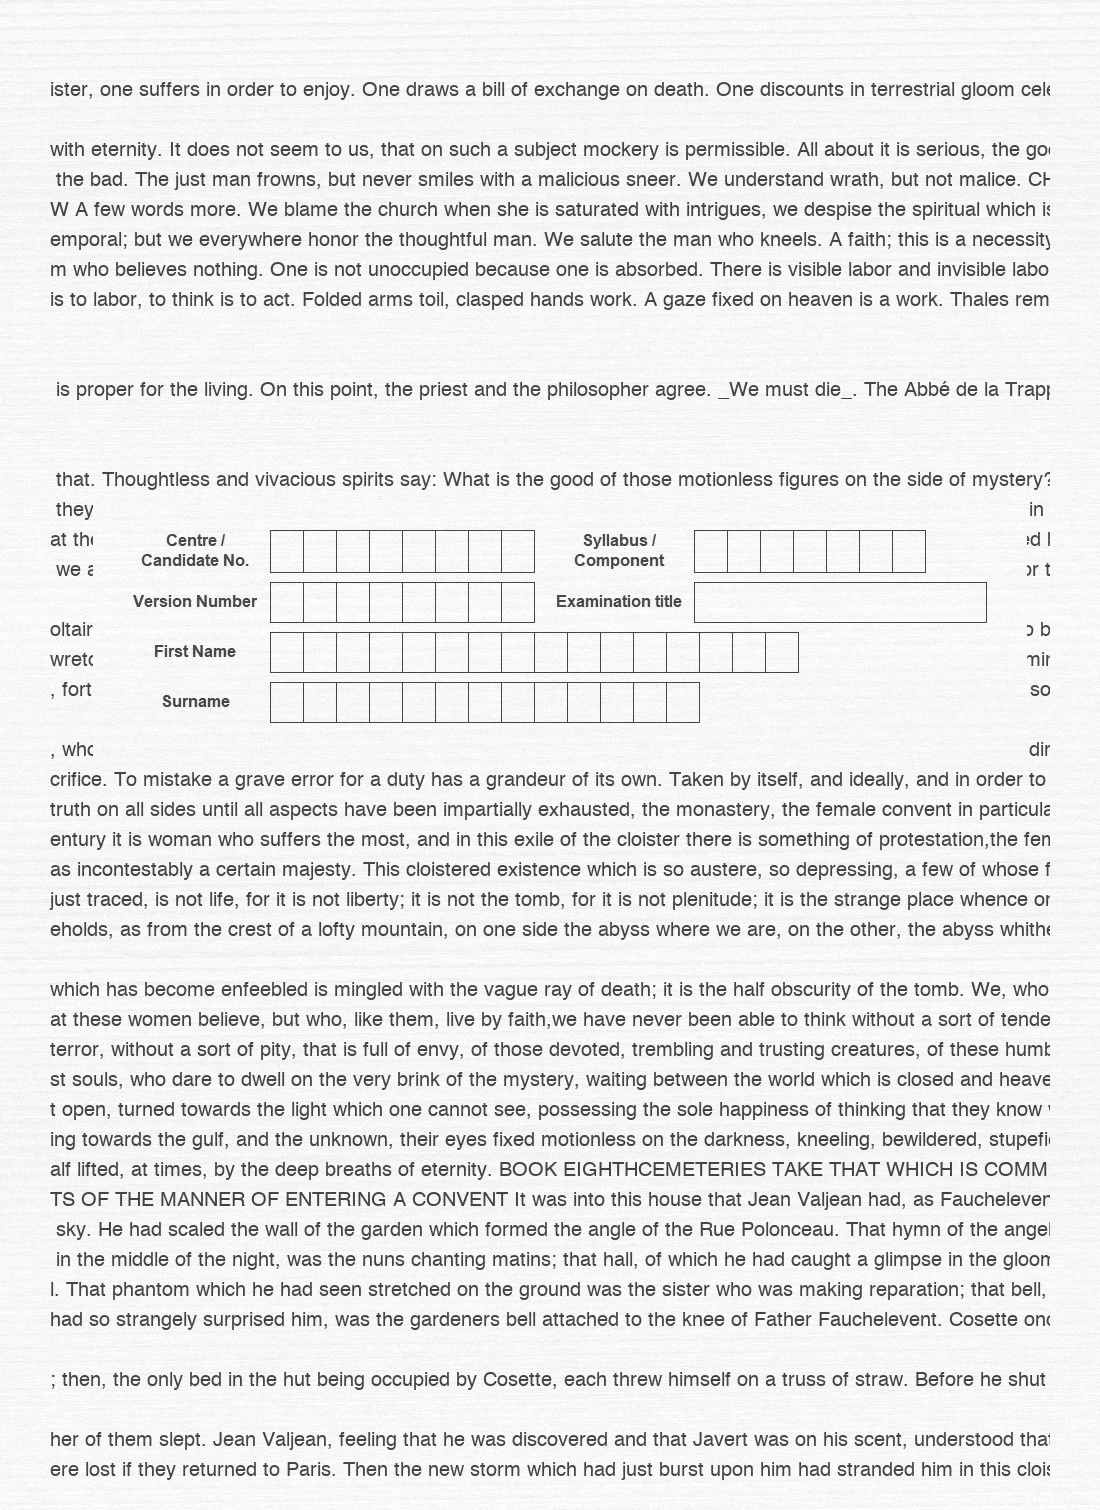 ister, one suffers in order to enjoy. One draws a bill of exchange on death. One discounts in terrestrial gloom
with eternity. It does not seem to us, that on such a subject mockery is permissible. All about it is serious, the
the bad. The just man frowns, but never smiles with a malicious sneer. We understand wrath, but not malice.
W A few words more. We blame the church when she is saturated with intrigues, we despise the spiritual which is
emporal; but we everywhere honor the thoughtful man. We salute the man who kneels. A faith; this is a necessity
m who believes nothing. One is not unoccupied because one is absorbed. There is visible labor and invisible labo
is to labor, to think is to act. Folded arms toil, clasped hands work. A gaze fixed on heaven is a work. Thales rem
is proper for the living. On this point, the priest and the philosopher agree. _We must die_. The Abbé de la Trapp
that. Thoughtless and vivacious spirits say: What is the good of those motionless figures on the side of mystery?
they in
at the
we a
Centre / Candidate No.
Syllabus / Component
Version Number
Examination title
oltair
First Name
, fort so
Surname
, who din
crifice. To mistake a grave error for a duty has a grandeur of its own. Taken by itself, and ideally, and in order to
truth on all sides until all aspects have been impartially exhausted, the monastery, the female convent in particula
entury it is woman who suffers the most, and in this exile of the cloister there is something of protestation,the fem
as incontestably a certain majesty. This cloistered existence which is so austere, so depressing, a few of whose f
just traced, is not life, for it is not liberty; it is not the tomb, for it is not plenitude; it is the strange place whence or
eholds, as from the crest of a lofty mountain, on one side the abyss where we are, on the other, the abyss whithe
which has become enfeebled is mingled with the vague ray of death; it is the half obscurity of the tomb. We, who
at these women believe, but who, like them, live by faith,we have never been able to think without a sort of tende
terror, without a sort of pity, that is full of envy, of those devoted, trembling and trusting creatures, of these humb
st souls, who dare to dwell on the very brink of the mystery, waiting between the world which is closed and heave
t open, turned towards the light which one cannot see, possessing the sole happiness of thinking that they know
ing towards the gulf, and the unknown, their eyes fixed motionless on the darkness, kneeling, bewildered, stupefi
alf lifted, at times, by the deep breaths of eternity. BOOK EIGHTHCEMETERIES TAKE THAT WHICH IS COMM
TS OF THE MANNER OF ENTERING A CONVENT It was into this house that Jean Valjean had, as Faucheleven
sky. He had scaled the wall of the garden which formed the angle of the Rue Polonceau. That hymn of the angel
in the middle of the night, was the nuns chanting matins; that hall, of which he had caught a glimpse in the gloom
l. That phantom which he had seen stretched on the ground was the sister who was making reparation; that bell,
had so strangely surprised him, was the gardeners bell attached to the knee of Father Fauchelevent. Cosette
; then, the only bed in the hut being occupied by Cosette, each threw himself on a truss of straw. Before he shut
her of them slept. Jean Valjean, feeling that he was discovered and that Javert was on his scent, understood that
ere lost if they returned to Paris. Then the new storm which had just burst upon him had stranded him in this clois